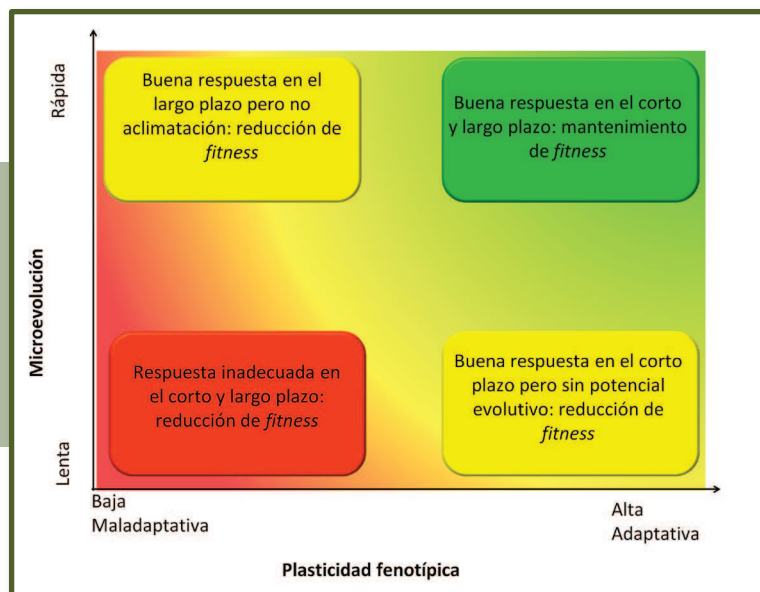 Rápida
Buena respuesta en el
largo plazo pero no
aclimatación: reducción de
fitness
Buena respuesta en el corto
y largo plazo: mantenimiento
de fitness
Microevolución
Respuesta inadecuada en
el corto y largo plazo:
reducción de fitness
Buena respuesta en el corto
plazo pero sin potencial
evolutivo: reducción de
fitness
Lenta
Baja
Maladaptativa
Alta
Adaptativa
Plasticidad fenotípica